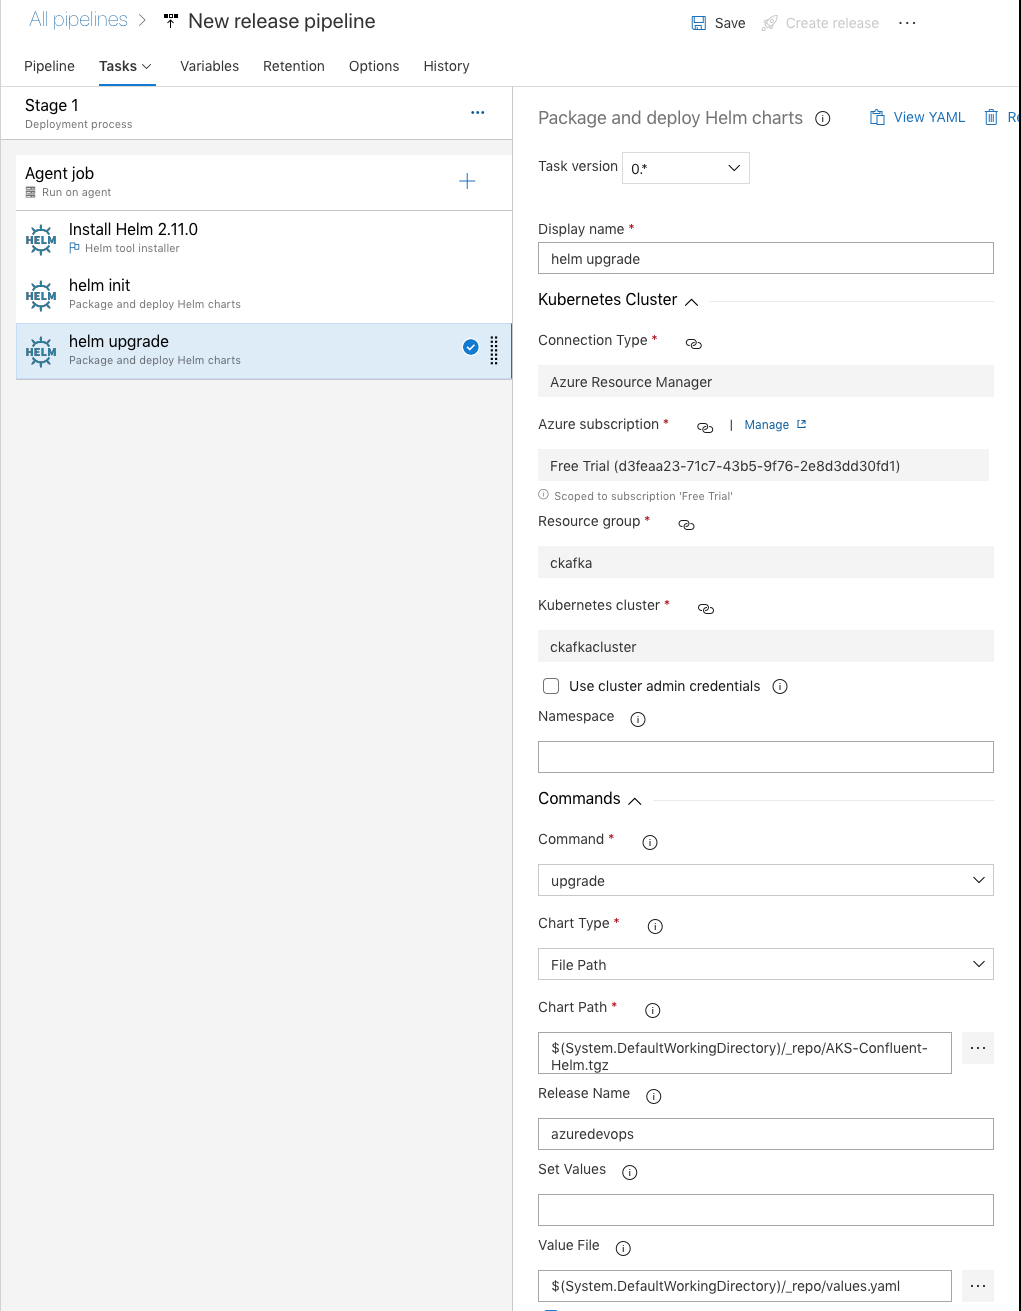 All pipelines > New release pipeline
Save
Create release
Pipeline
Tasks
Variables
Retention
Options
History
Stage 1
Deployment process
Agent job
Run on agent
HELM
Install Helm 2.11.0
Helm tool installer
HELM
helm init
Package and deploy Helm charts
HELM
helm upgrade
Package and deploy Helm charts
Package and deploy Helm charts
View YAML
Re
Task version
0.*
Display name *
helm upgrade
Kubernetes Cluster
Connection Type *
Azure Resource Manager
Azure subscription *
| Manage
Free Trial (d3feaa23-71c7-43b5-9f76-2e8d3dd30fd1)
Scoped to subscription 'Free Trial'
Resource group *
ckafka
Kubernetes cluster *
ckafkacluster
Use cluster admin credentials
Namespace
Commands
Command *
upgrade
Chart Type *
File Path
Chart Path *
$(System.DefaultWorkingDirectory)/_repo/AKS-Confluent-
Helm.tgz
Release Name
azuredevops
Set Values
Value File
$(System.DefaultWorkingDirectory)/_repo/values.yaml